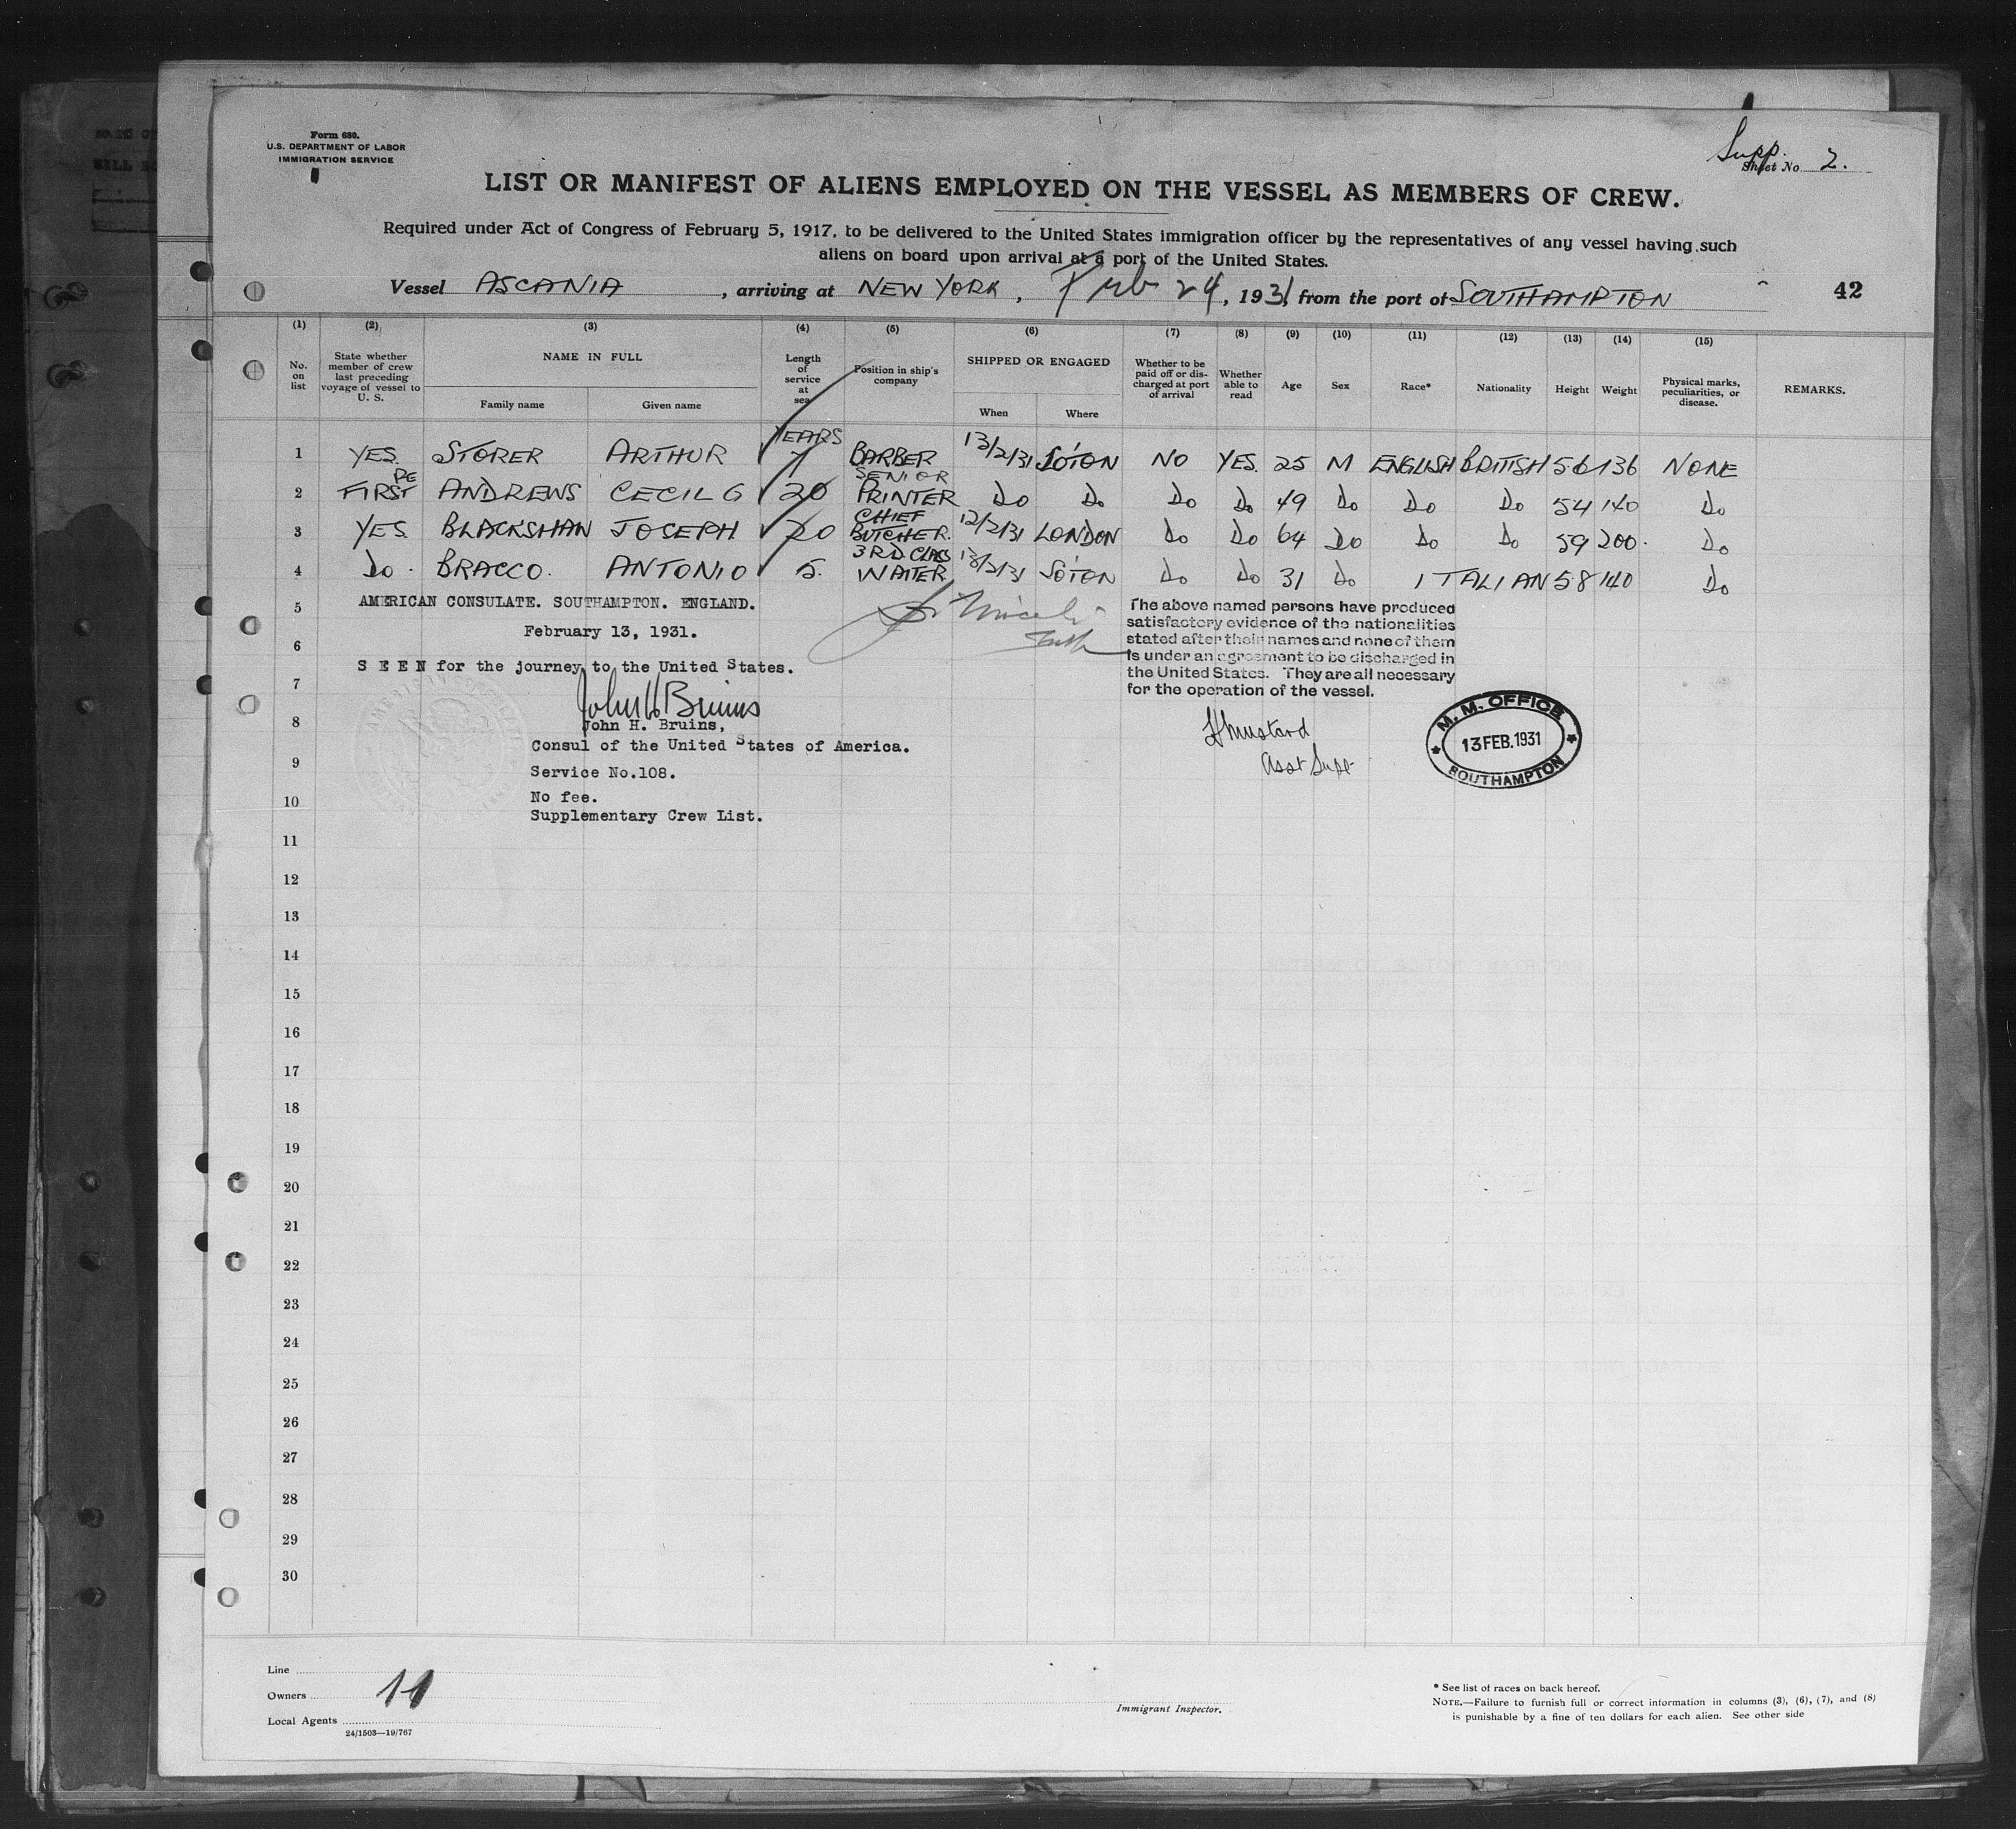 Form 680.
U.S. DEPARTMENT OF LABOR
IMMIGRATION SERVICE
Supp.
Sheet No 2.
LIST OR MANIFEST OF ALIENS EMPLOYED ON THE VESSEL AS MEMBERS OF CREW.
Required under Act of Congress of February 5, 1917, to be delivered to the United States immigration officer by the representatives of any vessel having such
aliens on board upon arrival at a port of the United States.
Vessel ASCANIA, arriving at NEW YORK, Feb 24, 1931 from the port of SOUTHAMPTON
42
(1) (2) (3) (4) (5) (6) (7) (8) (9) (10) (11) (12) (13) (14) (15)
No. on list
State whether member of crew last preceding voyage of vessel to U. S.
NAME IN FULL
Family name
Given name
Length of service at sea
Position in ship's company
SHIPPED OR ENGAGED
When
Where
Whether to be paid off or discharged at port of arrival
Whether able to read
Age
Sex
Race*
Nationality
Height
Weight
Physical marks, peculiarities, or disease.
REMARKS.
YEARS
1 YES. STORER ARTHUR 7 BARBER 13/2/31 SOTON NO YES. 25 M ENGLISH BRITISH 56 136 NONE
2 FIRST RE ANDREWS CECIL G 20 SENIOR PRINTER Do Do Do Do 49 Do Do Do 54 140 Do
3 YES. BLACKSHAW JOSEPH 20 CHIEF BUTCHER. 12/2/31 LONDON Do Do 64 Do Do Do 59 200. Do
4 Do. BRACCO. ANTONIO 5. 3RD CLASS WAITER 13/2/31 SOTON Do Do 31 Do ITALIAN 58 140 Do
5
6
7
8
9
10
11
12
13
14
15
16
17
18
19
20
21
22
23
24
25
26
27
28
29
30
AMERICAN CONSULATE. SOUTHAMPTON. ENGLAND.
February 13, 1931.
S E E N for the journey to the United States.
John H Bruins
John H. Bruins,
Consul of the United States of America.
Service No.108.
No fee.
Supplementary Crew List.
The above named persons have produced
satisfactory evidence of the nationalities
stated after their names and none of them
is under an agreement to be discharged in
the United States. They are all necessary
for the operation of the vessel.
H Mustard
Asst Supt
M. M. OFFICE
13 FEB. 1931
SOUTHAMPTON
Line
Owners
11
Local Agents
24/1503—19/767
Immigrant Inspector.
* See list of races on back hereof.
NOTE.—Failure to furnish full or correct information in columns (3), (6), (7), and (8)
is punishable by a fine of ten dollars for each alien. See other side